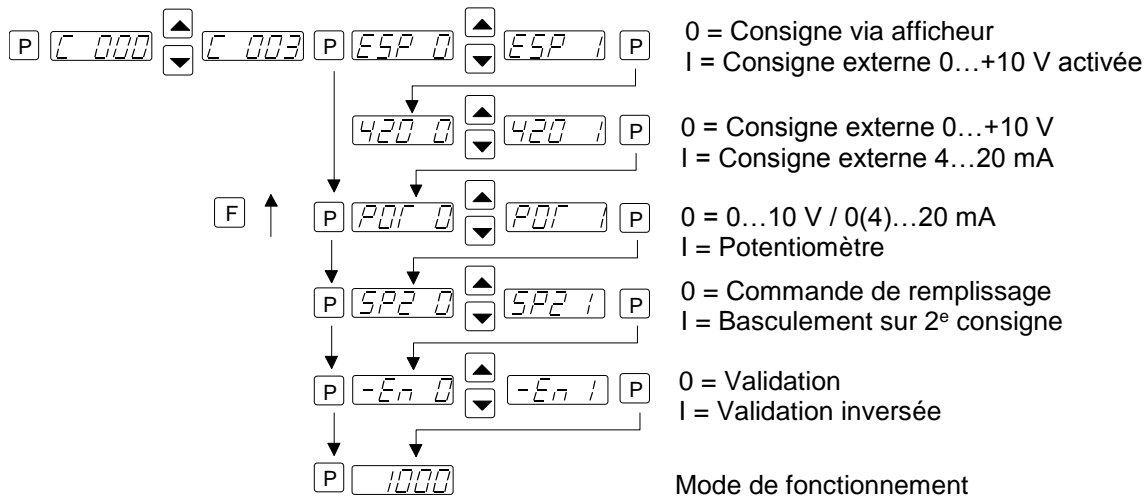 P C 000 C 003 P ESP 0 ESP 1 P 0 = Consigne via afficheur
I = Consigne externe 0…+10 V activée
420 0 420 1 P 0 = Consigne externe 0…+10 V
I = Consigne externe 4…20 mA
F P POT 0 POT 1 P 0 = 0…10 V / 0(4)…20 mA
I = Potentiomètre
P SP2 0 SP2 1 P 0 = Commande de remplissage
I = Basculement sur 2e consigne
P -En 0 -En 1 P 0 = Validation
I = Validation inversée
P 1000 Mode de fonctionnement